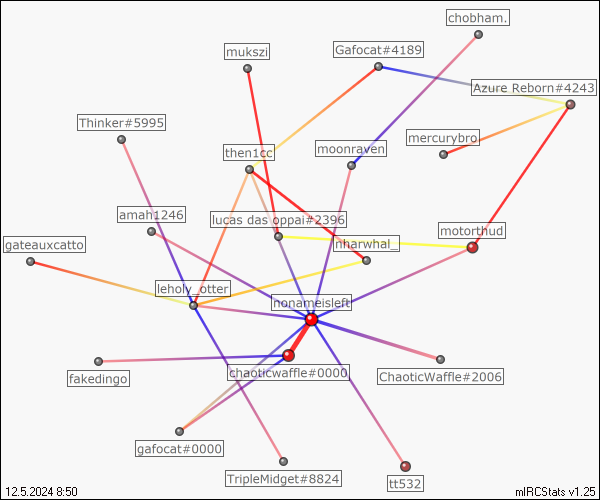 chobham.
mukszi
Gafocat#4189
Azure Reborn#4243
Thinker#5995
mercurybro
then1cc
moonraven
amah1246
lucas das oppai#2396
motorthud
gateauxcatto
nharwhal_
leholy_otter
nonameisleft
fakedingo
chaoticwaffle#0000
ChaoticWaffle#2006
gafocat#0000
TripleMidget#8824
tt532
12.5.2024 8:50
mIRCStats v1.25